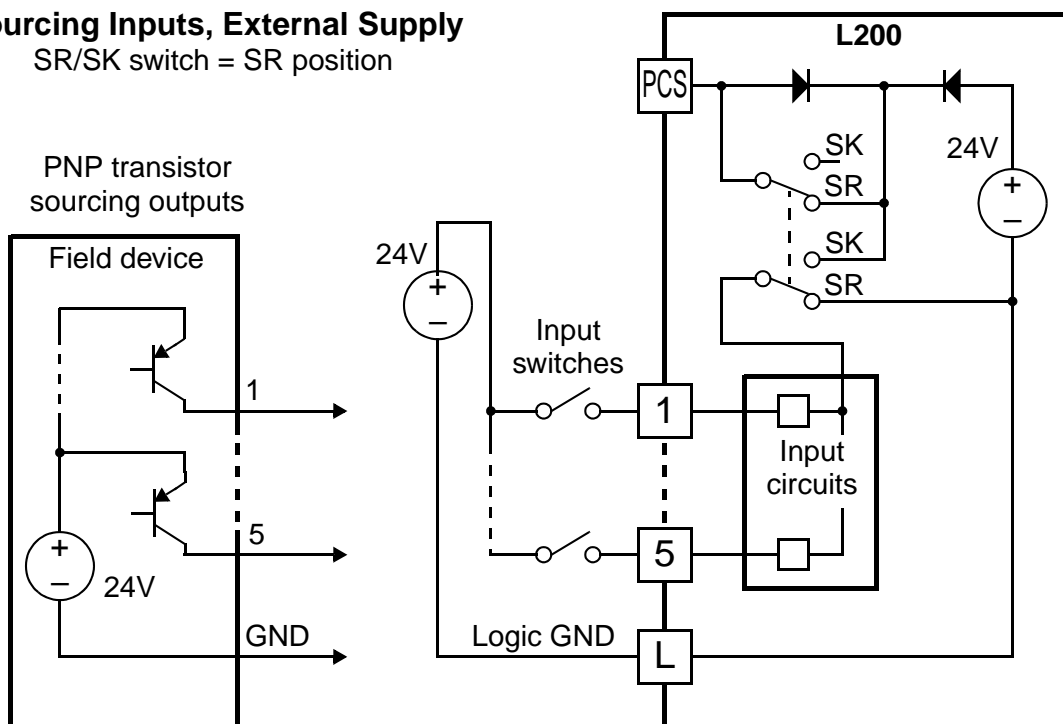 ourcing Inputs, External Supply
SR/SK switch = SR position
L200
PCS
SK
SR
24V
+
–
SK
SR
PNP transistor
sourcing outputs
Field device
1
5
+
–
24V
GND
24V
+
–
Input
switches
1
5
Input
circuits
Logic GND
L